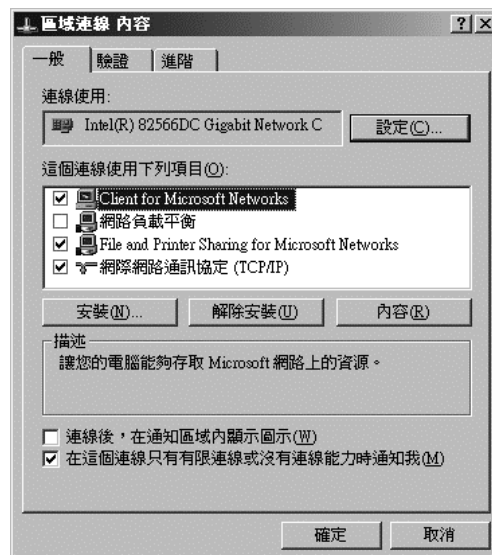 區域連線 內容
一般
驗證
進階
連線使用:
Intel(R) 82566DC Gigabit Network C
設定(C)...
這個連線使用下列項目(O):
Client for Microsoft Networks
網路負載平衡
File and Printer Sharing for Microsoft Networks
網際網路通訊協定 (TCP/IP)
安裝(N)...
解除安裝(U)
內容(R)
描述
讓您的電腦能夠存取 Microsoft 網路上的資源。
連線後，在通知區域內顯示圖示(W)
在這個連線只有有限連線或沒有連線能力時通知我(M)
確定
取消